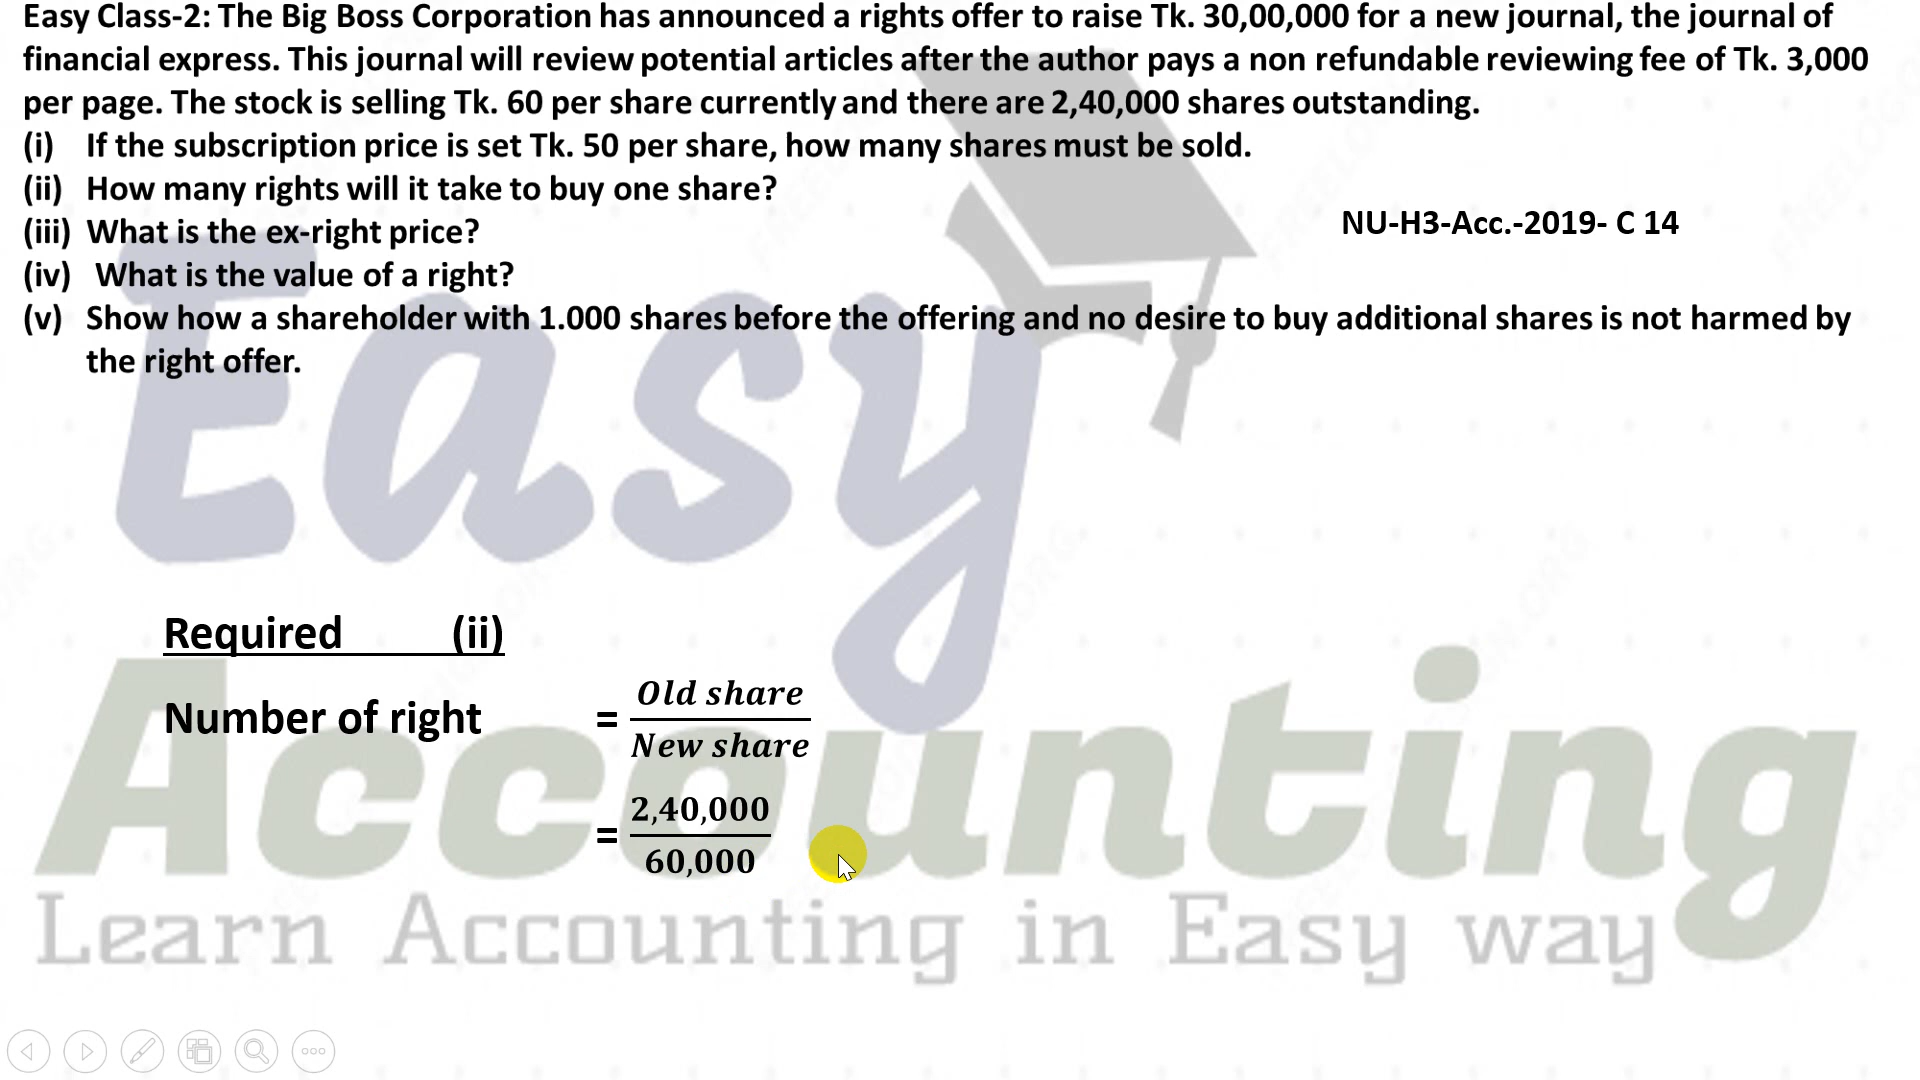 Easy Class-2: The Big Boss Corporation has announced a rights offer to raise Tk. 30,00,000 for a new journal, the journal of
financial express. This journal will review potential articles after the author pays a non refundable reviewing fee of Tk. 3,000
per page. The stock is selling Tk. 60 per share currently and there are 2,40,000 shares outstanding.
(i) If the subscription price is set Tk. 50 per share, how many shares must be sold.
(ii) How many rights will it take to buy one share?
(iii) What is the ex-right price?
NU-H3-Acc.-2019- C 14
(iv) What is the value of a right?
(v) Show how a shareholder with 1.000 shares before the offering and no desire to buy additional shares is not harmed by
the right offer.
Required (ii)
Number of right = Old share
New share
= 2,40,000
60,000
Easy
Accounting
Learn Accounting in Easy way